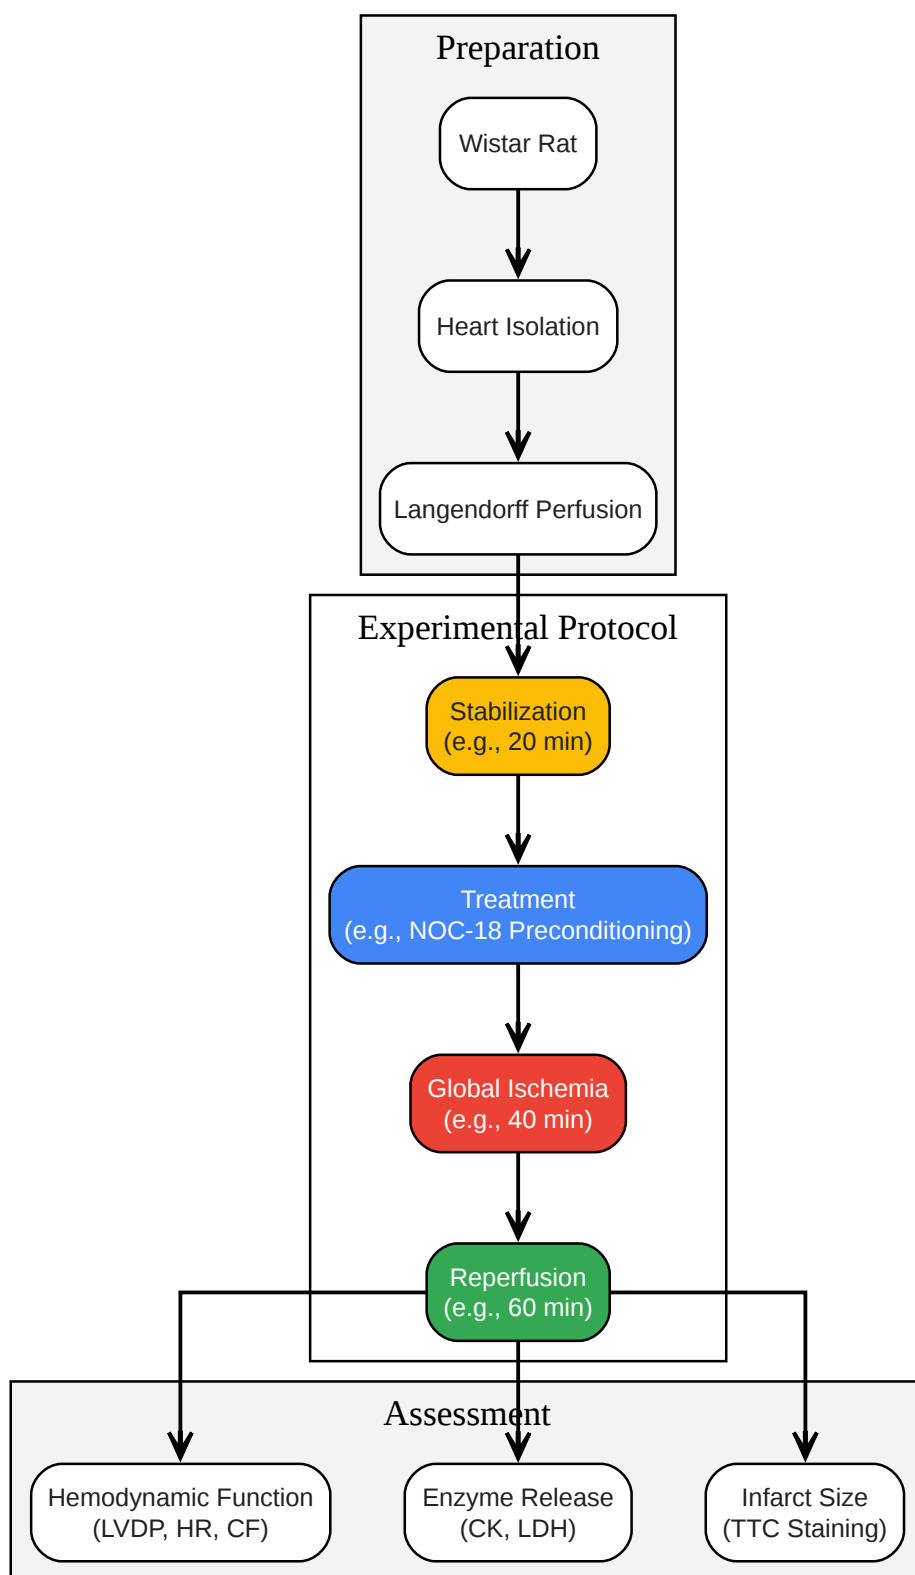 Preparation
Wistar Rat
Heart Isolation
Langendorff Perfusion
Experimental Protocol
Stabilization
(e.g., 20 min)
Treatment
(e.g., NOC-18 Preconditioning)
Global Ischemia
(e.g., 40 min)
Reperfusion
(e.g., 60 min)
Assessment
Hemodynamic Function
(LVDP, HR, CF)
Enzyme Release
(CK, LDH)
Infarct Size
(TTC Staining)